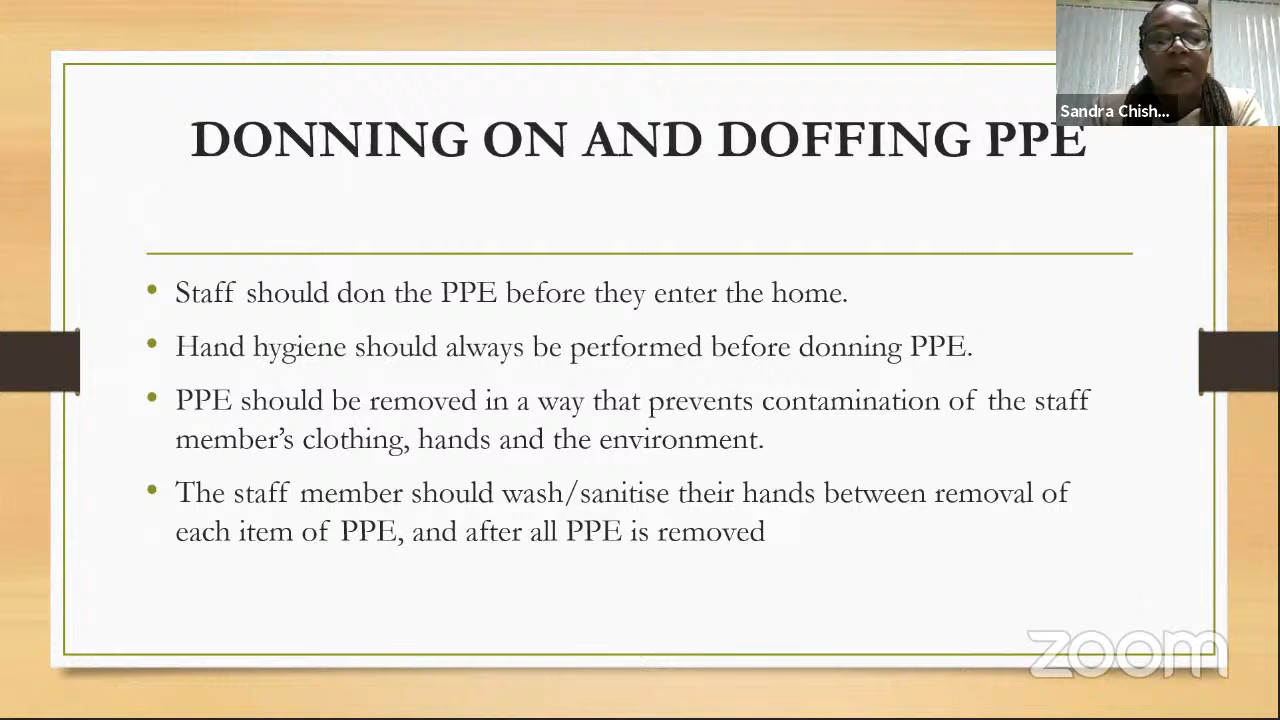 Sandra Chish...
DONNING ON AND DOFFING PPE
• Staff should don the PPE before they enter the home.
• Hand hygiene should always be performed before donning PPE.
• PPE should be removed in a way that prevents contamination of the staff
member’s clothing, hands and the environment.
• The staff member should wash/sanitise their hands between removal of
each item of PPE, and after all PPE is removed
zoom